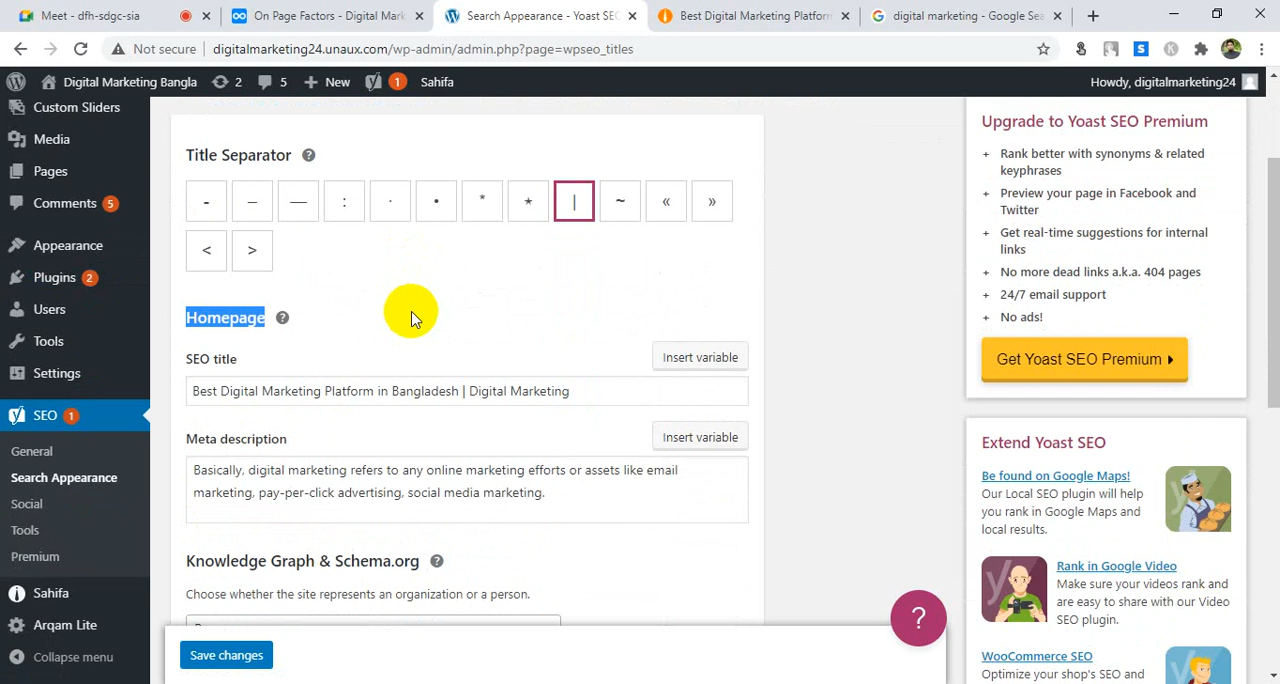 Meet - dfh-sdgc-sia
On Page Factors - Digital Mark
Search Appearance - Yoast SEO
Best Digital Marketing Platform
digital marketing - Google Sea
Not secure
digitalmarketing24.unaux.com/wp-admin/admin.php?page=wpseo_titles
Digital Marketing Bangla
2
5
New
1
Sahifa
Howdy, digitalmarketing24
Custom Sliders
Media
Pages
Comments 5
Appearance
Plugins 2
Users
Tools
Settings
SEO 1
General
Search Appearance
Social
Tools
Premium
Sahifa
Arqam Lite
Collapse menu
Title Separator ?
- – — : · • * ⋆ | ~ « »
< >
Homepage ?
SEO title
Insert variable
Best Digital Marketing Platform in Bangladesh | Digital Marketing
Meta description
Insert variable
Basically, digital marketing refers to any online marketing efforts or assets like email
marketing, pay-per-click advertising, social media marketing.
Knowledge Graph & Schema.org ?
Choose whether the site represents an organization or a person.
Save changes
?
Upgrade to Yoast SEO Premium
+ Rank better with synonyms & related
keyphrases
+ Preview your page in Facebook and
Twitter
+ Get real-time suggestions for internal
links
+ No more dead links a.k.a. 404 pages
+ 24/7 email support
+ No ads!
Get Yoast SEO Premium
Extend Yoast SEO
Be found on Google Maps!
Our Local SEO plugin will help
you rank in Google Maps and
local results.
Rank in Google Video
Make sure your videos rank and
are easy to share with our Video
SEO plugin.
WooCommerce SEO
Optimize your shop's SEO and